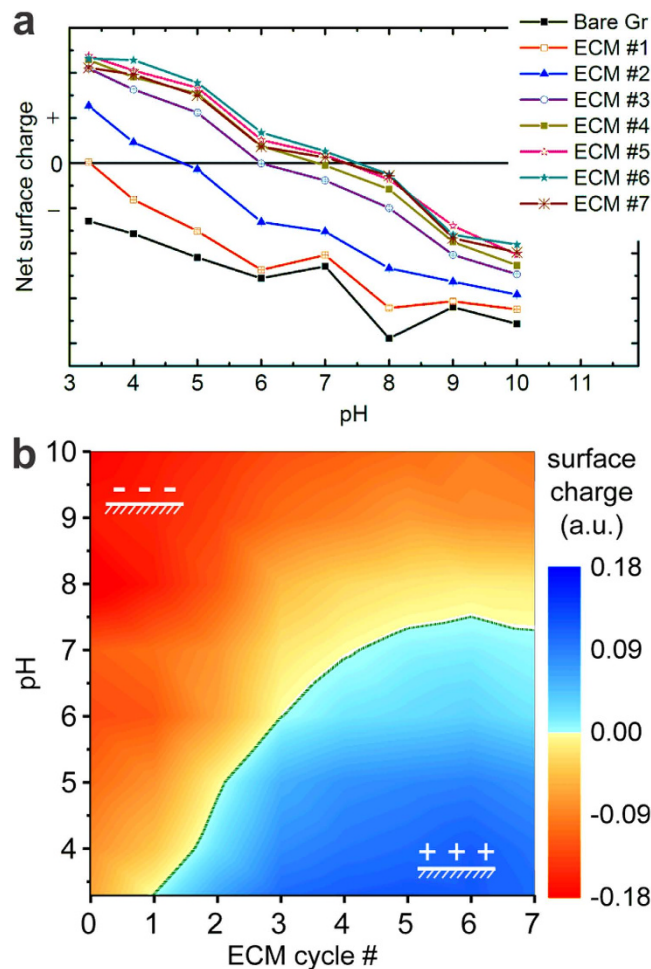 a
Bare Gr
ECM #1
ECM #2
ECM #3
ECM #4
ECM #5
ECM #6
ECM #7
Net surface charge
+
0
−
3 4 5 6 7 8 9 10 11
pH
b
surface
charge
(a.u.)
- - -
+ + +
10
9
8
7
6
5
4
pH
0 1 2 3 4 5 6 7
ECM cycle #
0.18
0.09
0.00
-0.09
-0.18